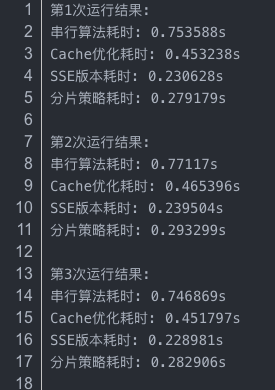 1 第1次运行结果:
2 串行算法耗时: 0.753588s
3 Cache优化耗时: 0.453238s
4 SSE版本耗时: 0.230628s
5 分片策略耗时: 0.279179s
6
7 第2次运行结果:
8 串行算法耗时: 0.77117s
9 Cache优化耗时: 0.465396s
10 SSE版本耗时: 0.239504s
11 分片策略耗时: 0.293299s
12
13 第3次运行结果:
14 串行算法耗时: 0.746869s
15 Cache优化耗时: 0.451797s
16 SSE版本耗时: 0.228981s
17 分片策略耗时: 0.282906s
18